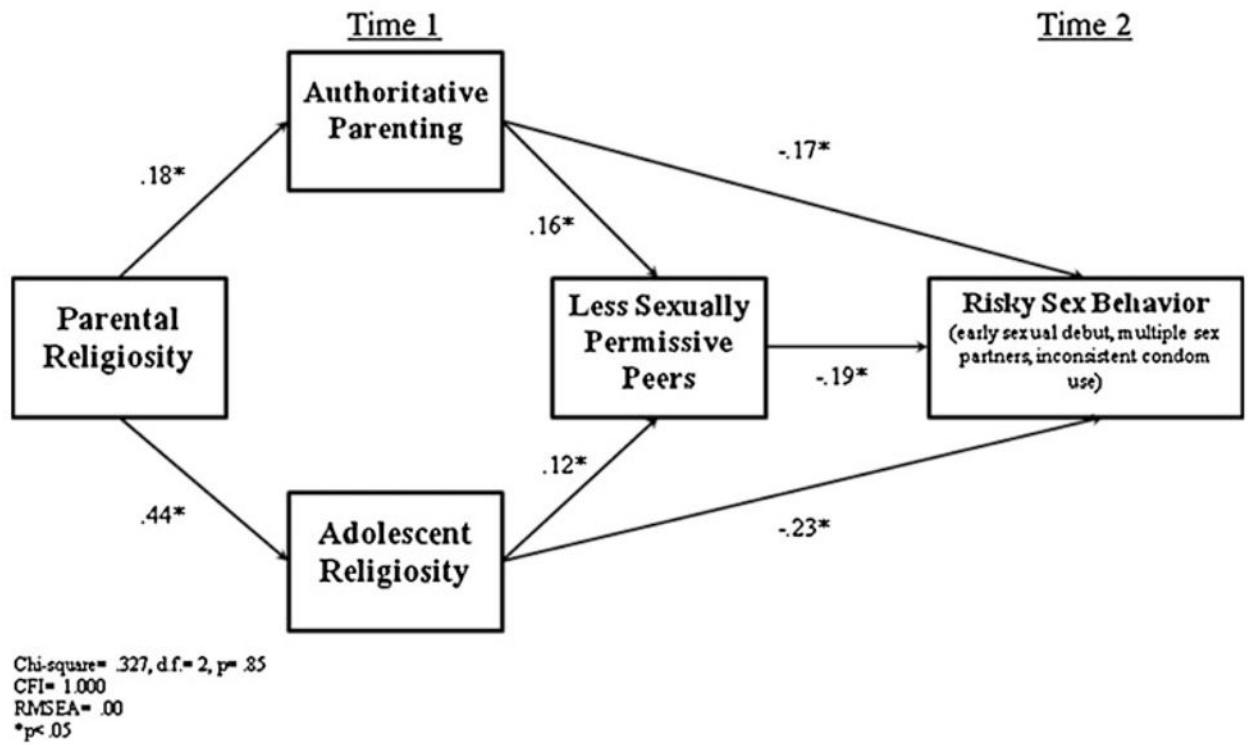 Time 1
Time 2
Authoritative
Parenting
.18*
-.17*
.16*
Parental
Religiosity
Less Sexually
Permissive
Peers
Risky Sex Behavior
(early sexual debut, multiple sex
partners, inconsistent condom
use)
-.19*
.12*
.44*
Adolescent
Religiosity
-.23*
Chi-square= .327, d.f.= 2, p= .85
CFI= 1.000
RMSEA= .00
*p< .05